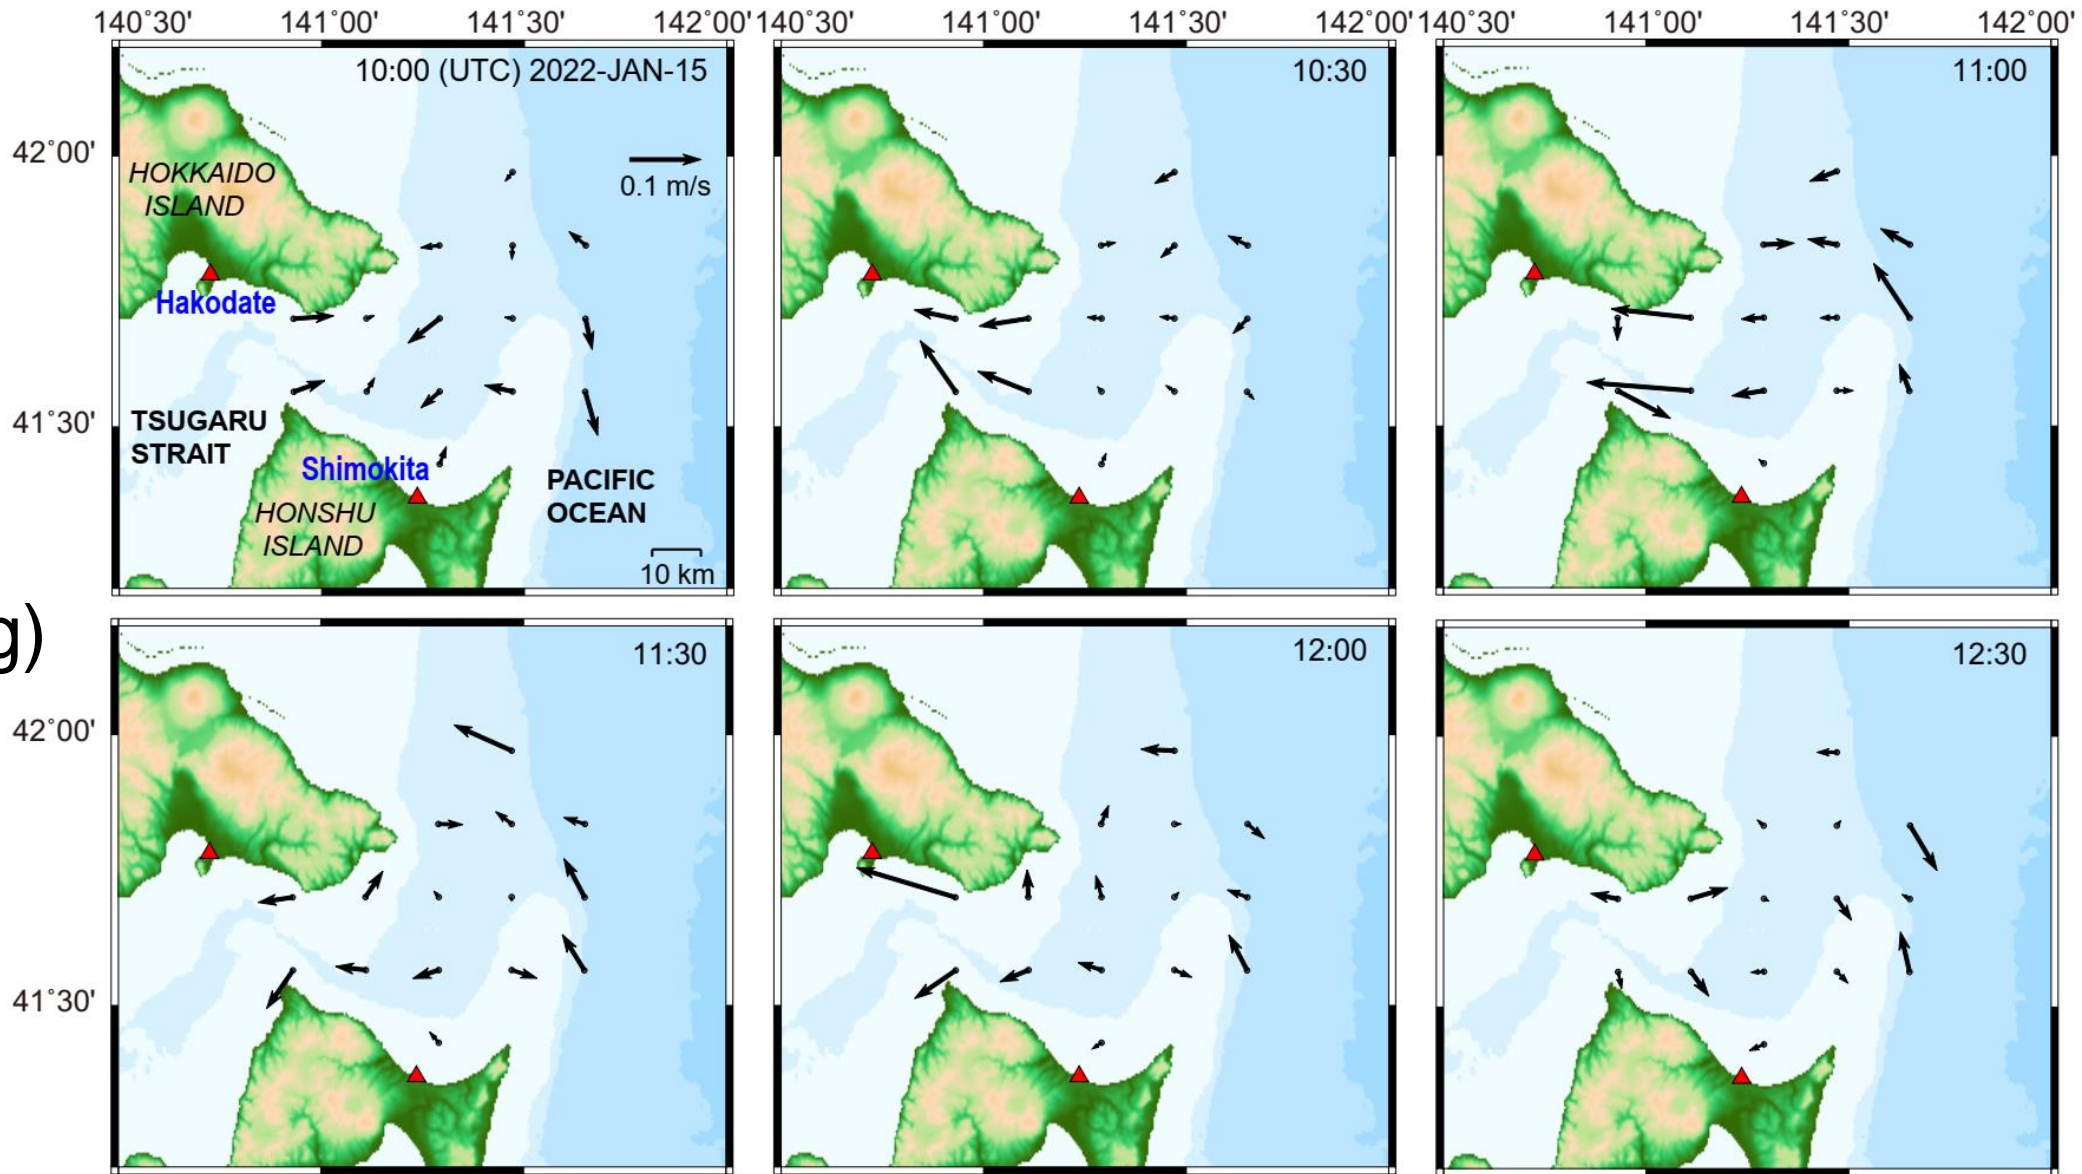 140˚30' 141˚00' 141˚30' 142˚00' 140˚30' 141˚00' 141˚30' 142˚00' 140˚30' 141˚00' 141˚30' 142˚00'
10:00 (UTC) 2022-JAN-15
10:30
11:00
42˚00'
HOKKAIDO
ISLAND
0.1 m/s
Hakodate
41˚30'
TSUGARU
STRAIT
Shimokita
HONSHU
ISLAND
PACIFIC
OCEAN
10 km
g)
11:30
12:00
12:30
42˚00'
41˚30'